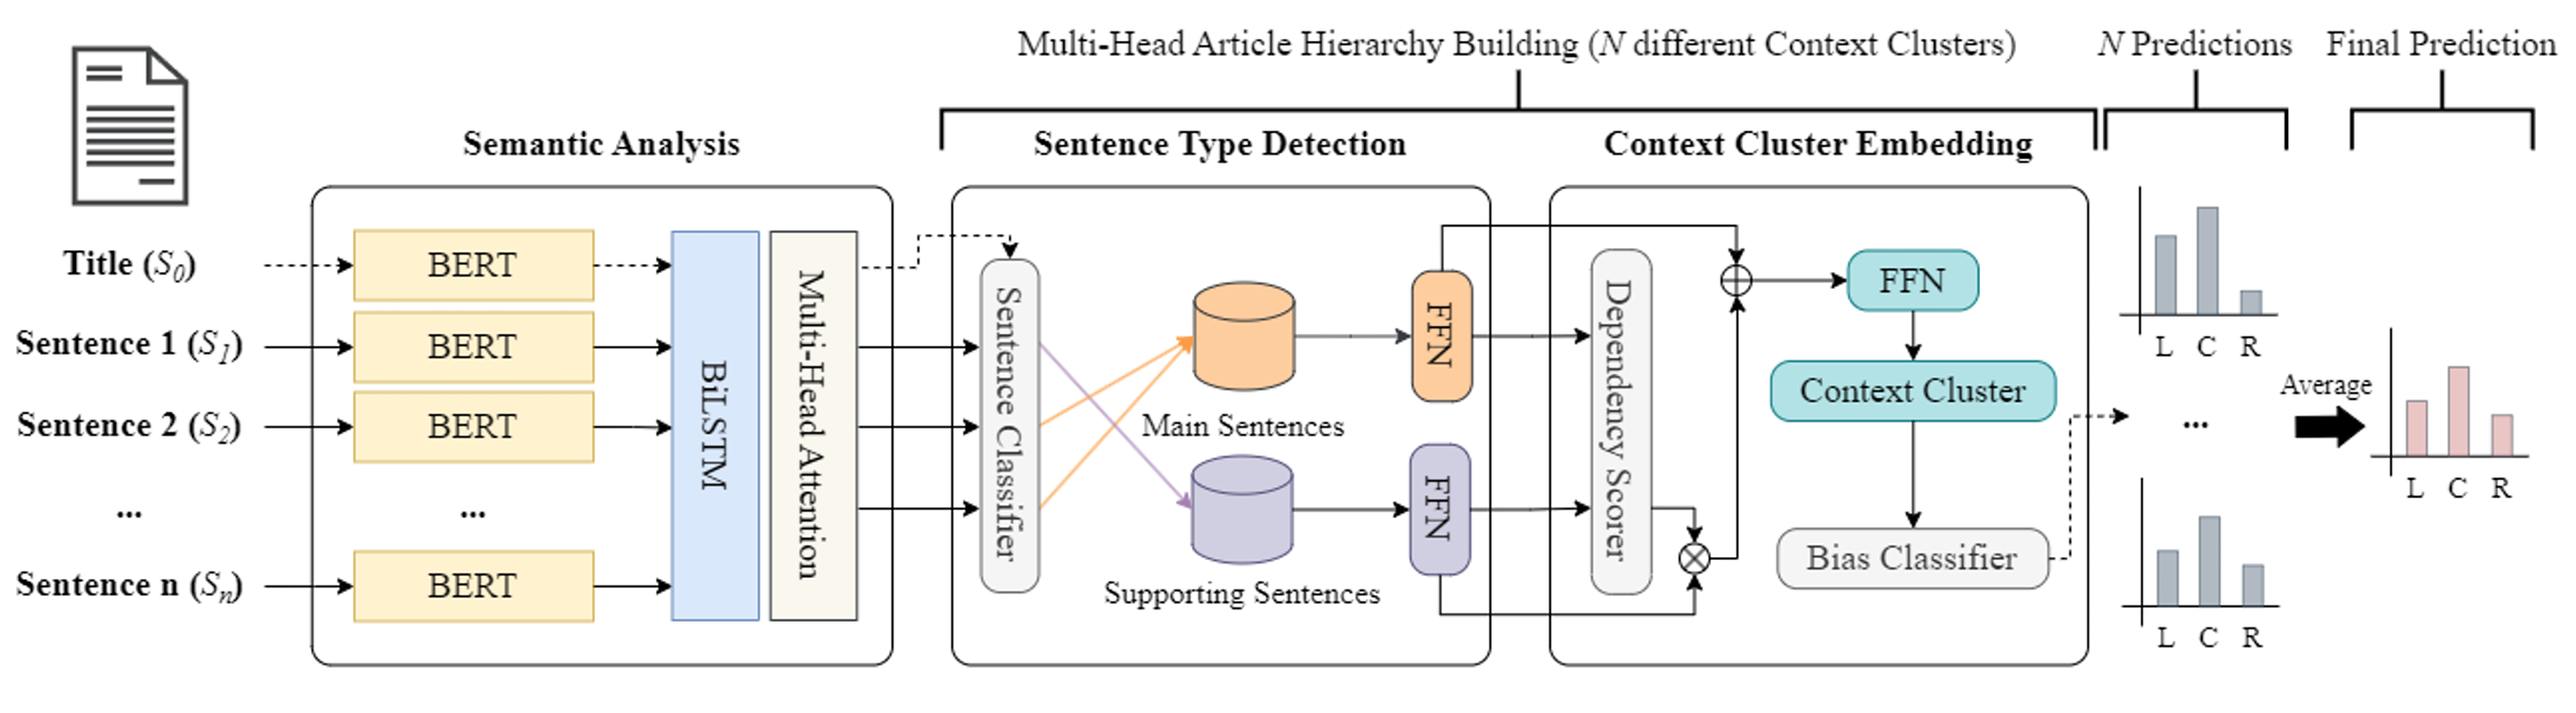 Multi-Head Article Hierarchy Building (N different Context Clusters)
N Predictions
Final Prediction
Semantic Analysis
Sentence Type Detection
Context Cluster Embedding
Title (S0)
Sentence 1 (S1)
Sentence 2 (S2)
...
Sentence n (Sn)
BERT
BERT
BERT
...
BERT
BiLSTM
Multi-Head Attention
Sentence Classifier
Main Sentences
Supporting Sentences
FFN
FFN
Dependency Scorer
FFN
Context Cluster
Bias Classifier
L C R
...
L C R
Average
L C R